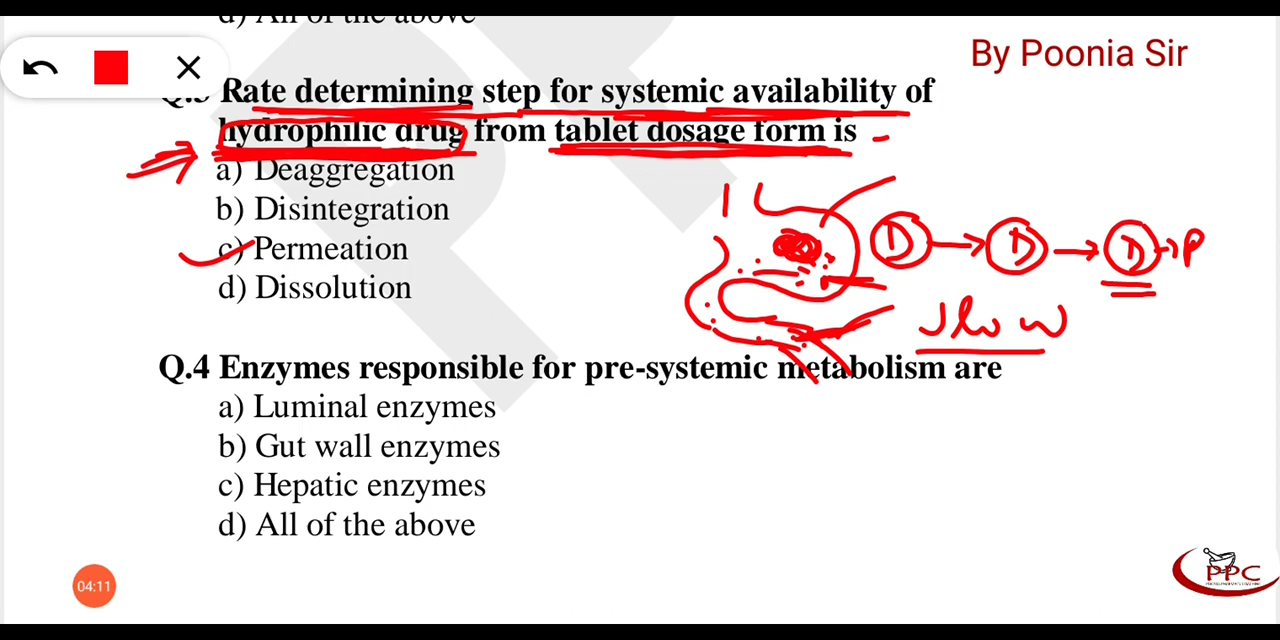 d) All of the above
By Poonia Sir
Q.3 Rate determining step for systemic availability of
hydrophilic drug from tablet dosage form is
a) Deaggregation
b) Disintegration
c) Permeation
d) Dissolution
D → D → D → P
slow
Q.4 Enzymes responsible for pre-systemic metabolism are
a) Luminal enzymes
b) Gut wall enzymes
c) Hepatic enzymes
d) All of the above
04:11
PPC